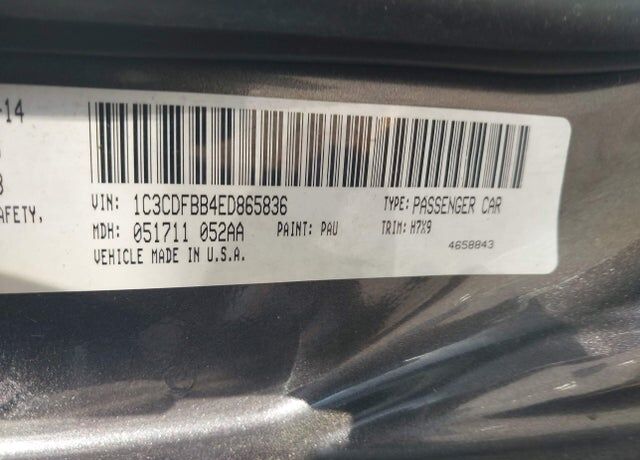 -14
VIN: 1C3CDFBB4ED865836 TYPE: PASSENGER CAR
AFETY,
MDH: 051711 052AA PAINT: PAU TRIM: H7X9
VEHICLE MADE IN U.S.A. 4658843